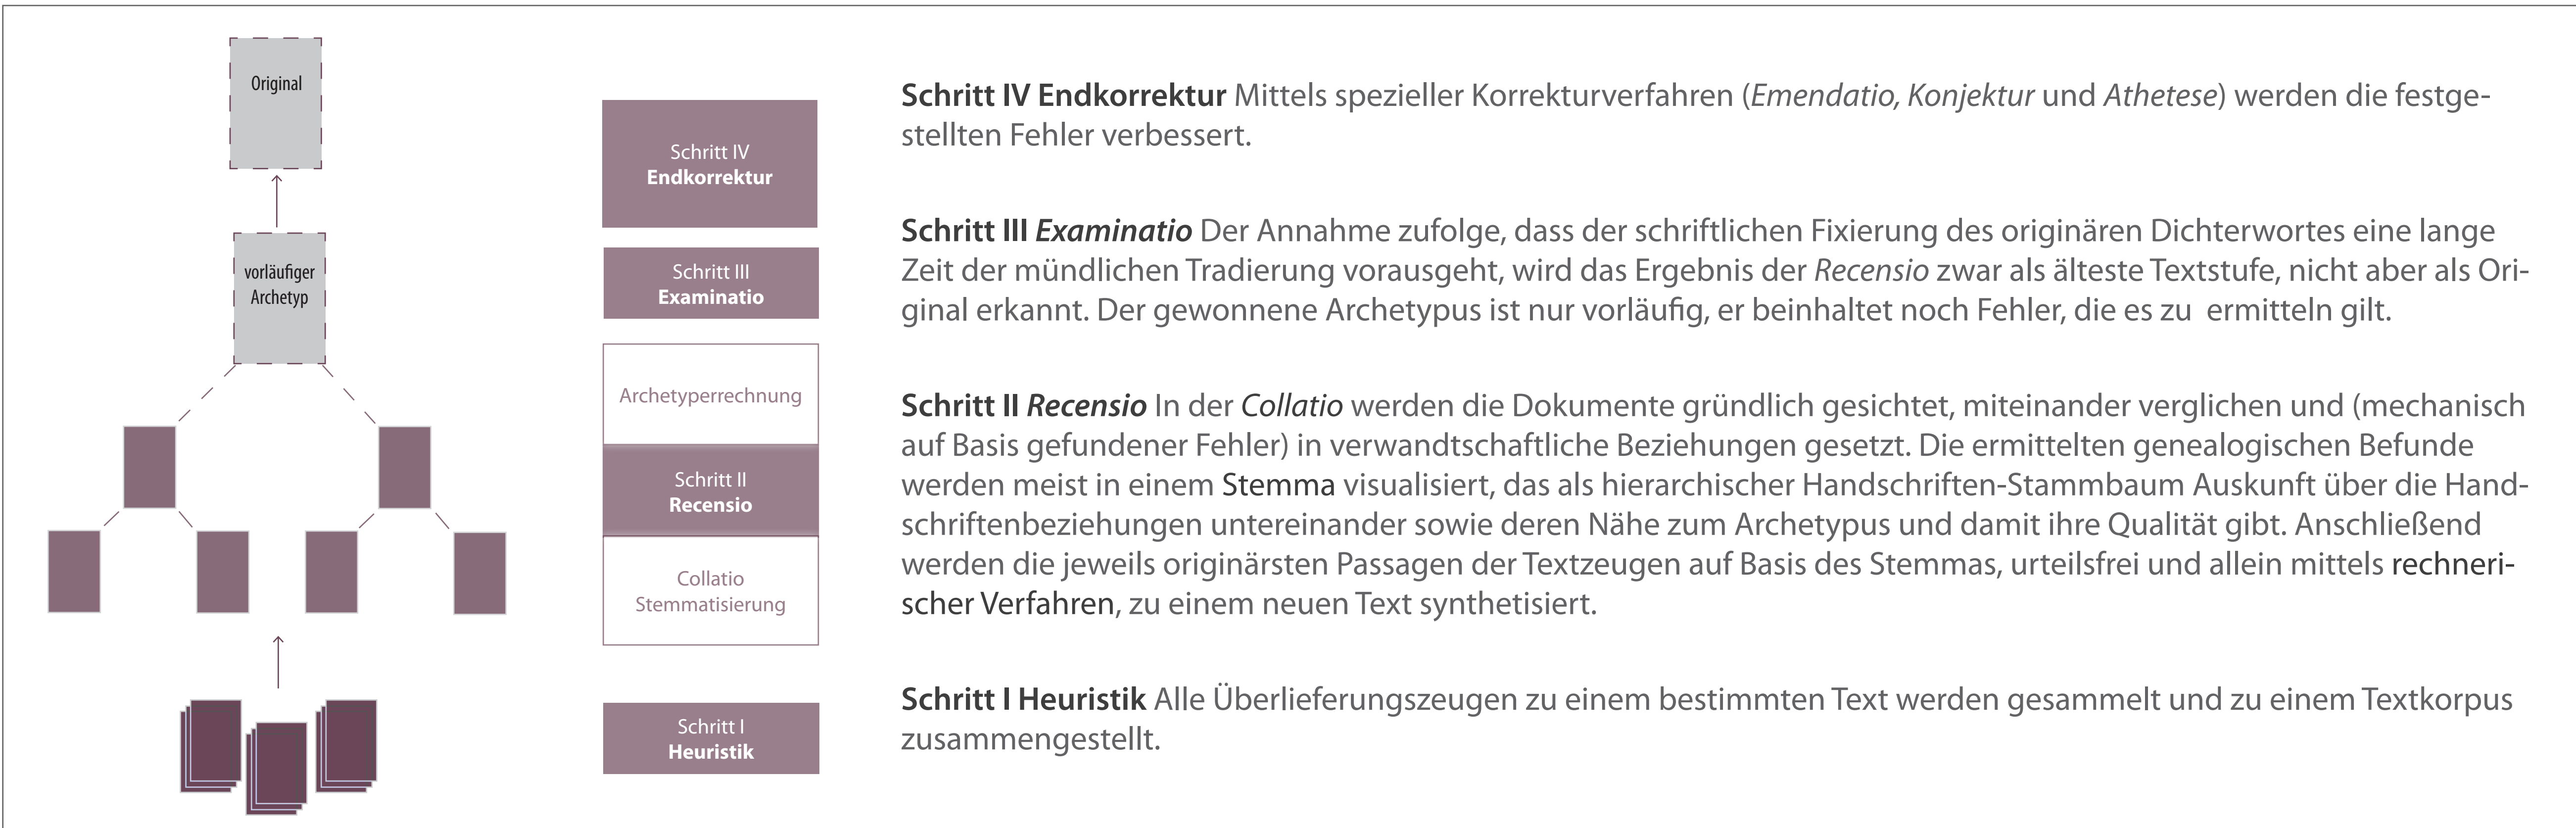 Original
vorläufiger
Archetyp
Schritt IV
Endkorrektur
Schritt III
Examinatio
Archetyperrechnung
Schritt II
Recensio
Collatio
Stemmatisierung
Schritt I
Heuristik
Schritt IV Endkorrektur Mittels spezieller Korrekturverfahren (Emendatio, Konjektur und Athetese) werden die festge-
stellten Fehler verbessert.
Schritt III Examinatio Der Annahme zufolge, dass der schriftlichen Fixierung des originären Dichterwortes eine lange
Zeit der mündlichen Tradierung vorausgeht, wird das Ergebnis der Recensio zwar als älteste Textstufe, nicht aber als Ori-
ginal erkannt. Der gewonnene Archetypus ist nur vorläufig, er beinhaltet noch Fehler, die es zu ermitteln gilt.
Schritt II Recensio In der Collatio werden die Dokumente gründlich gesichtet, miteinander verglichen und (mechanisch
auf Basis gefundener Fehler) in verwandtschaftliche Beziehungen gesetzt. Die ermittelten genealogischen Befunde
werden meist in einem Stemma visualisiert, das als hierarchischer Handschriften-Stammbaum Auskunft über die Hand-
schriftenbeziehungen untereinander sowie deren Nähe zum Archetypus und damit ihre Qualität gibt. Anschließend
werden die jeweils originärsten Passagen der Textzeugen auf Basis des Stemmas, urteilsfrei und allein mittels rechneri-
scher Verfahren, zu einem neuen Text synthetisiert.
Schritt I Heuristik Alle Überlieferungszeugen zu einem bestimmten Text werden gesammelt und zu einem Textkorpus
zusammengestellt.